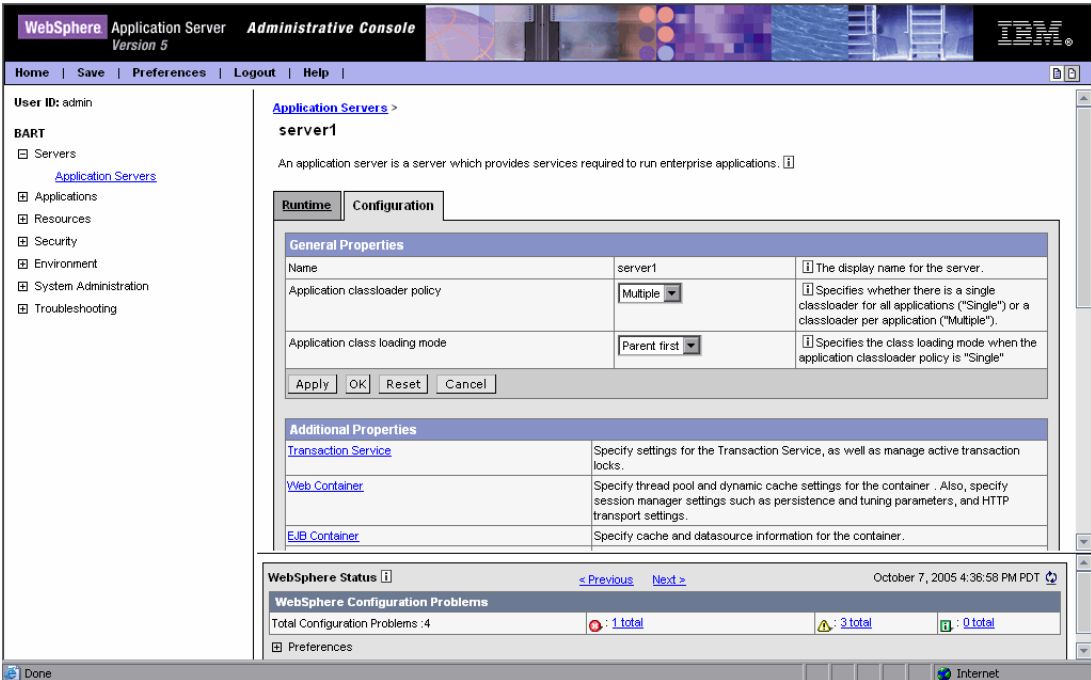 WebSphere Application Server Administrative Console
Version 5
IBM®
Home | Save | Preferences | Logout | Help |
User ID: admin
BART
Servers
Application Servers
Applications
Resources
Security
Environment
System Administration
Troubleshooting
Application Servers >
server1
An application server is a server which provides services required to run enterprise applications. i
Runtime Configuration
General Properties
Name server1 i The display name for the server.
Application classloader policy Multiple i Specifies whether there is a single
classloader for all applications ("Single") or a
classloader per application ("Multiple").
Application class loading mode Parent first i Specifies the class loading mode when the
application classloader policy is "Single"
Apply OK Reset Cancel
Additional Properties
Transaction Service Specify settings for the Transaction Service, as well as manage active transaction
locks.
Web Container Specify thread pool and dynamic cache settings for the container . Also, specify
session manager settings such as persistence and tuning parameters, and HTTP
transport settings.
EJB Container Specify cache and datasource information for the container.
WebSphere Status i < Previous Next > October 7, 2005 4:36:58 PM PDT
WebSphere Configuration Problems
Total Configuration Problems :4 : 1 total : 3 total : 0 total
Preferences
Done Internet